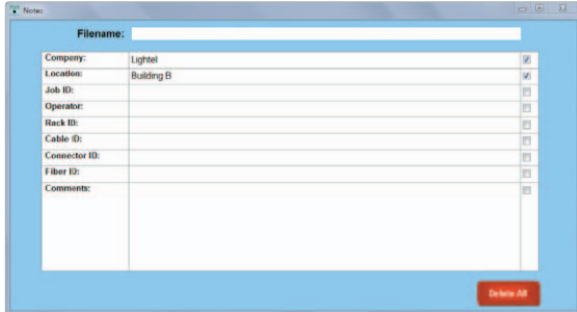 Notes
Filename:
Company: Lightel
Location: Building B
Job ID:
Operator:
Rack ID:
Cable ID:
Connector ID:
Fiber ID:
Comments:
Delete All